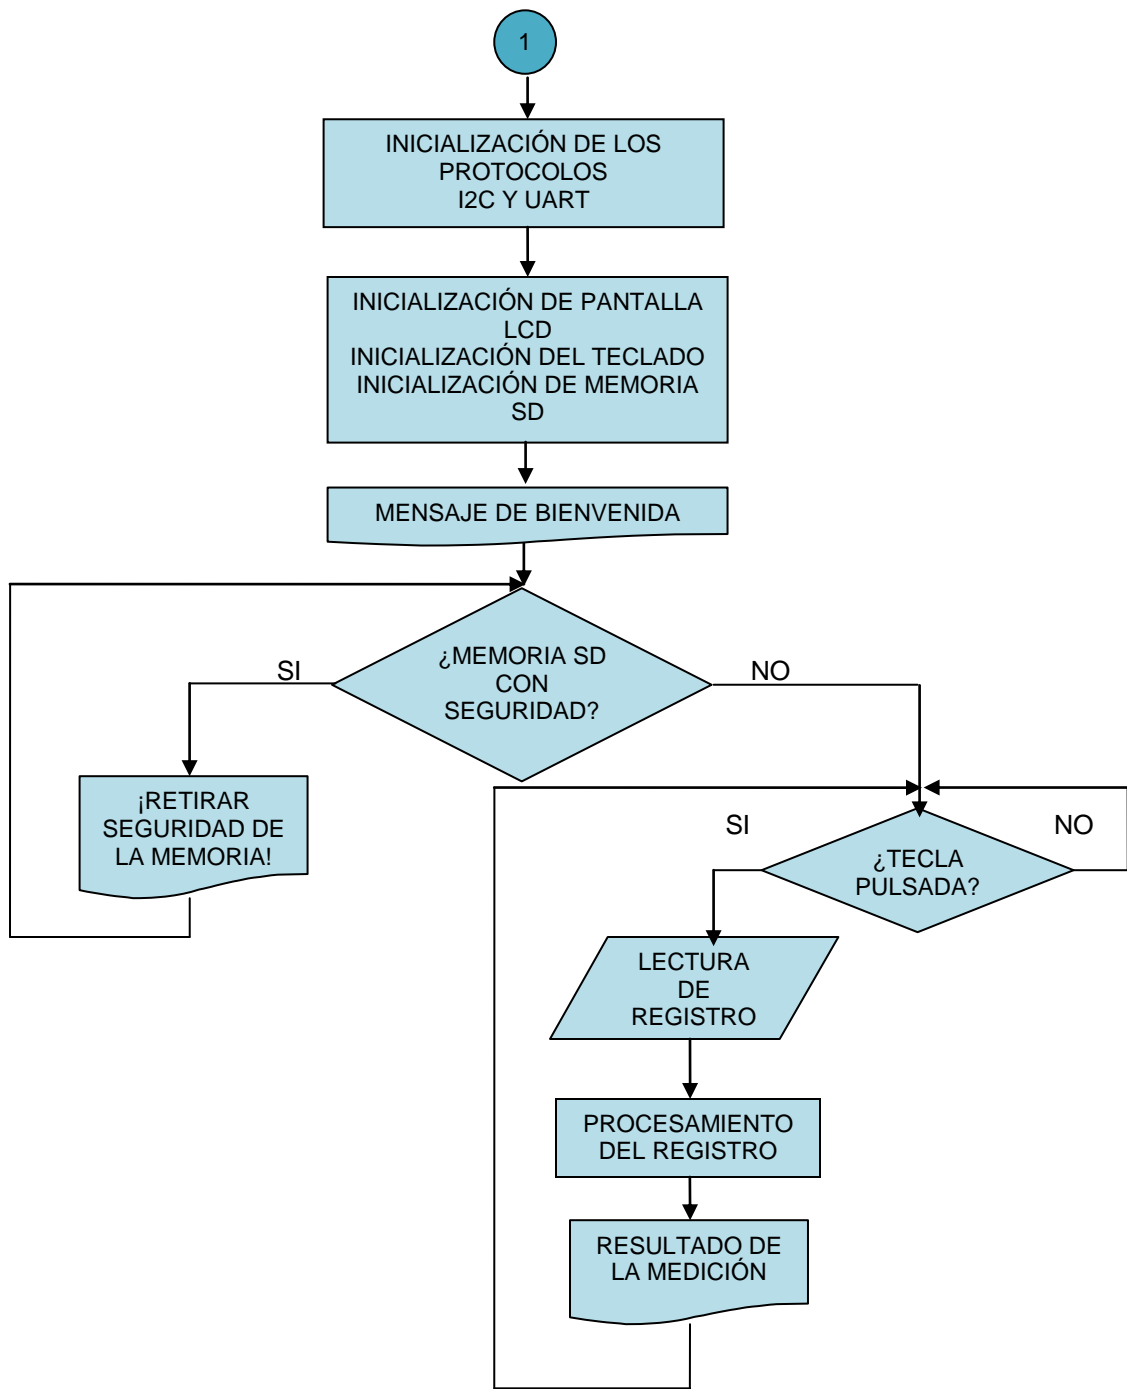 1
INICIALIZACIÓN DE LOS
PROTOCOLOS
I2C Y UART
INICIALIZACIÓN DE PANTALLA
LCD
INICIALIZACIÓN DEL TECLADO
INICIALIZACIÓN DE MEMORIA
SD
MENSAJE DE BIENVENIDA
¿MEMORIA SD
CON
SEGURIDAD?
SI
NO
¡RETIRAR
SEGURIDAD DE
LA MEMORIA!
SI
NO
¿TECLA
PULSADA?
LECTURA
DE
REGISTRO
PROCESAMIENTO
DEL REGISTRO
RESULTADO DE
LA MEDICIÓN